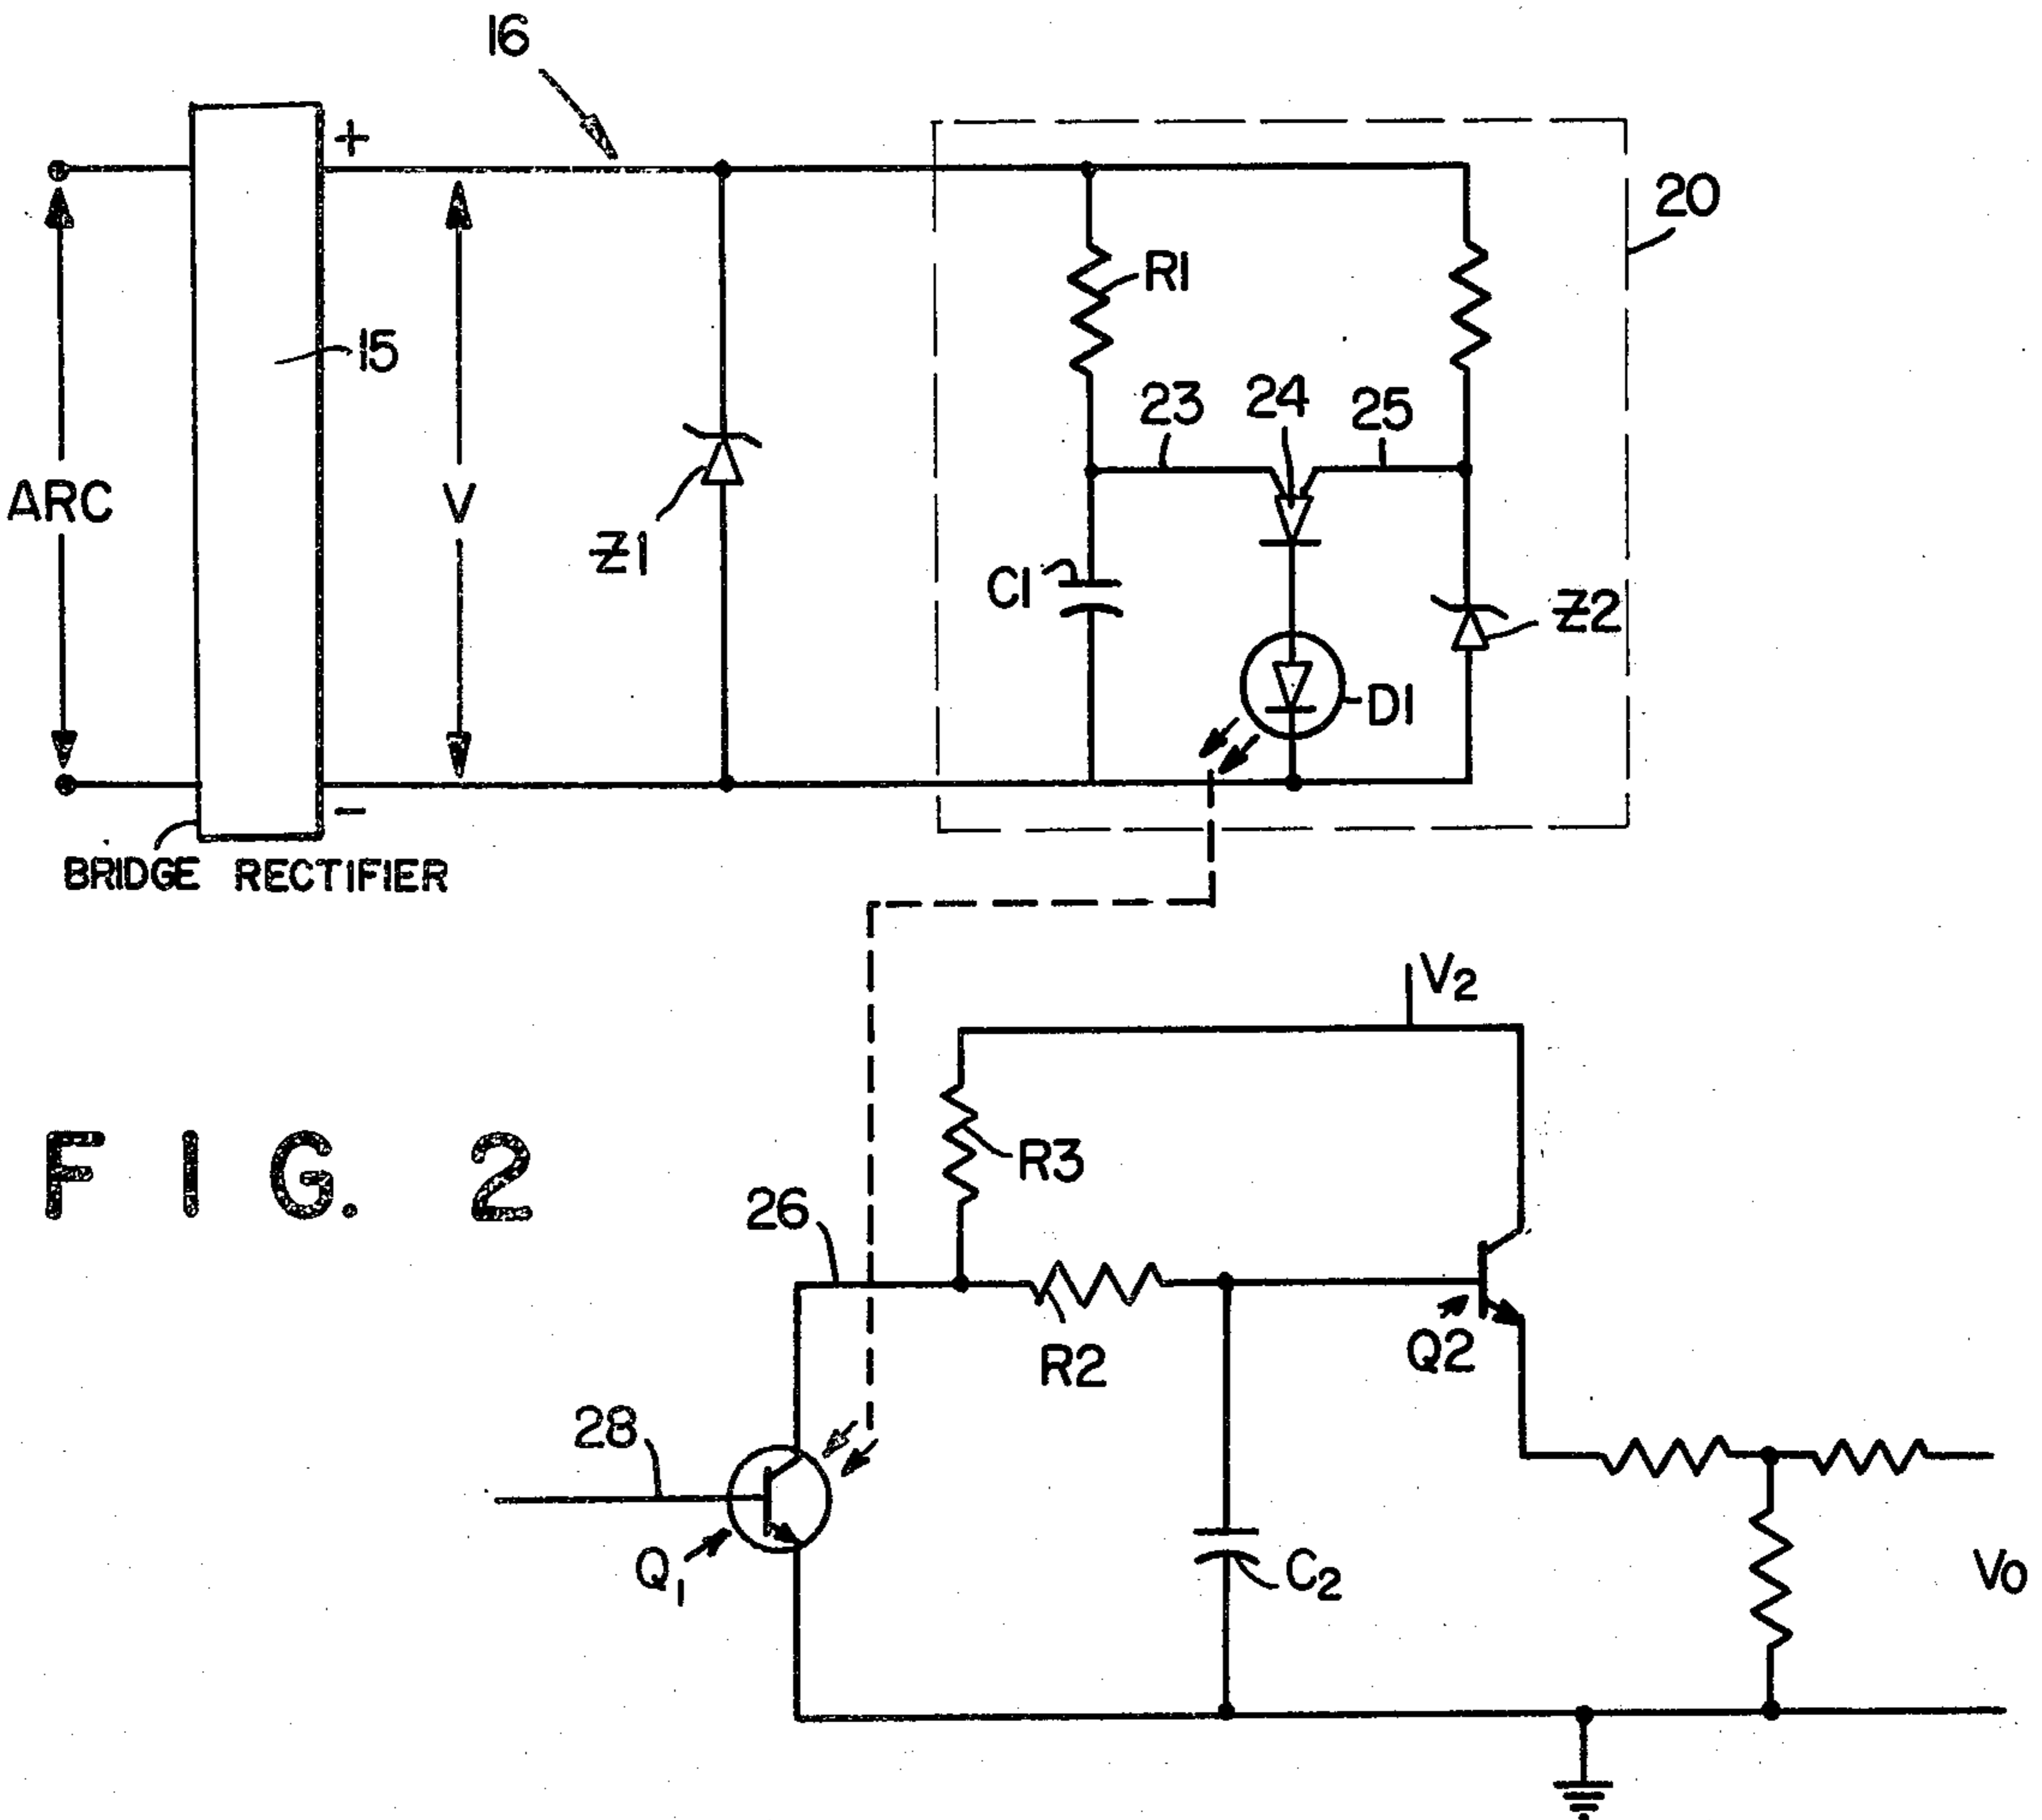 16
+
20
R1
15
23 24 25
ARC
V
Z1
C1
Z2
D1
-
BRIDGE RECTIFIER
V2
FIG. 2
R3
26
R2
Q2
28
Q1
C2
Vo